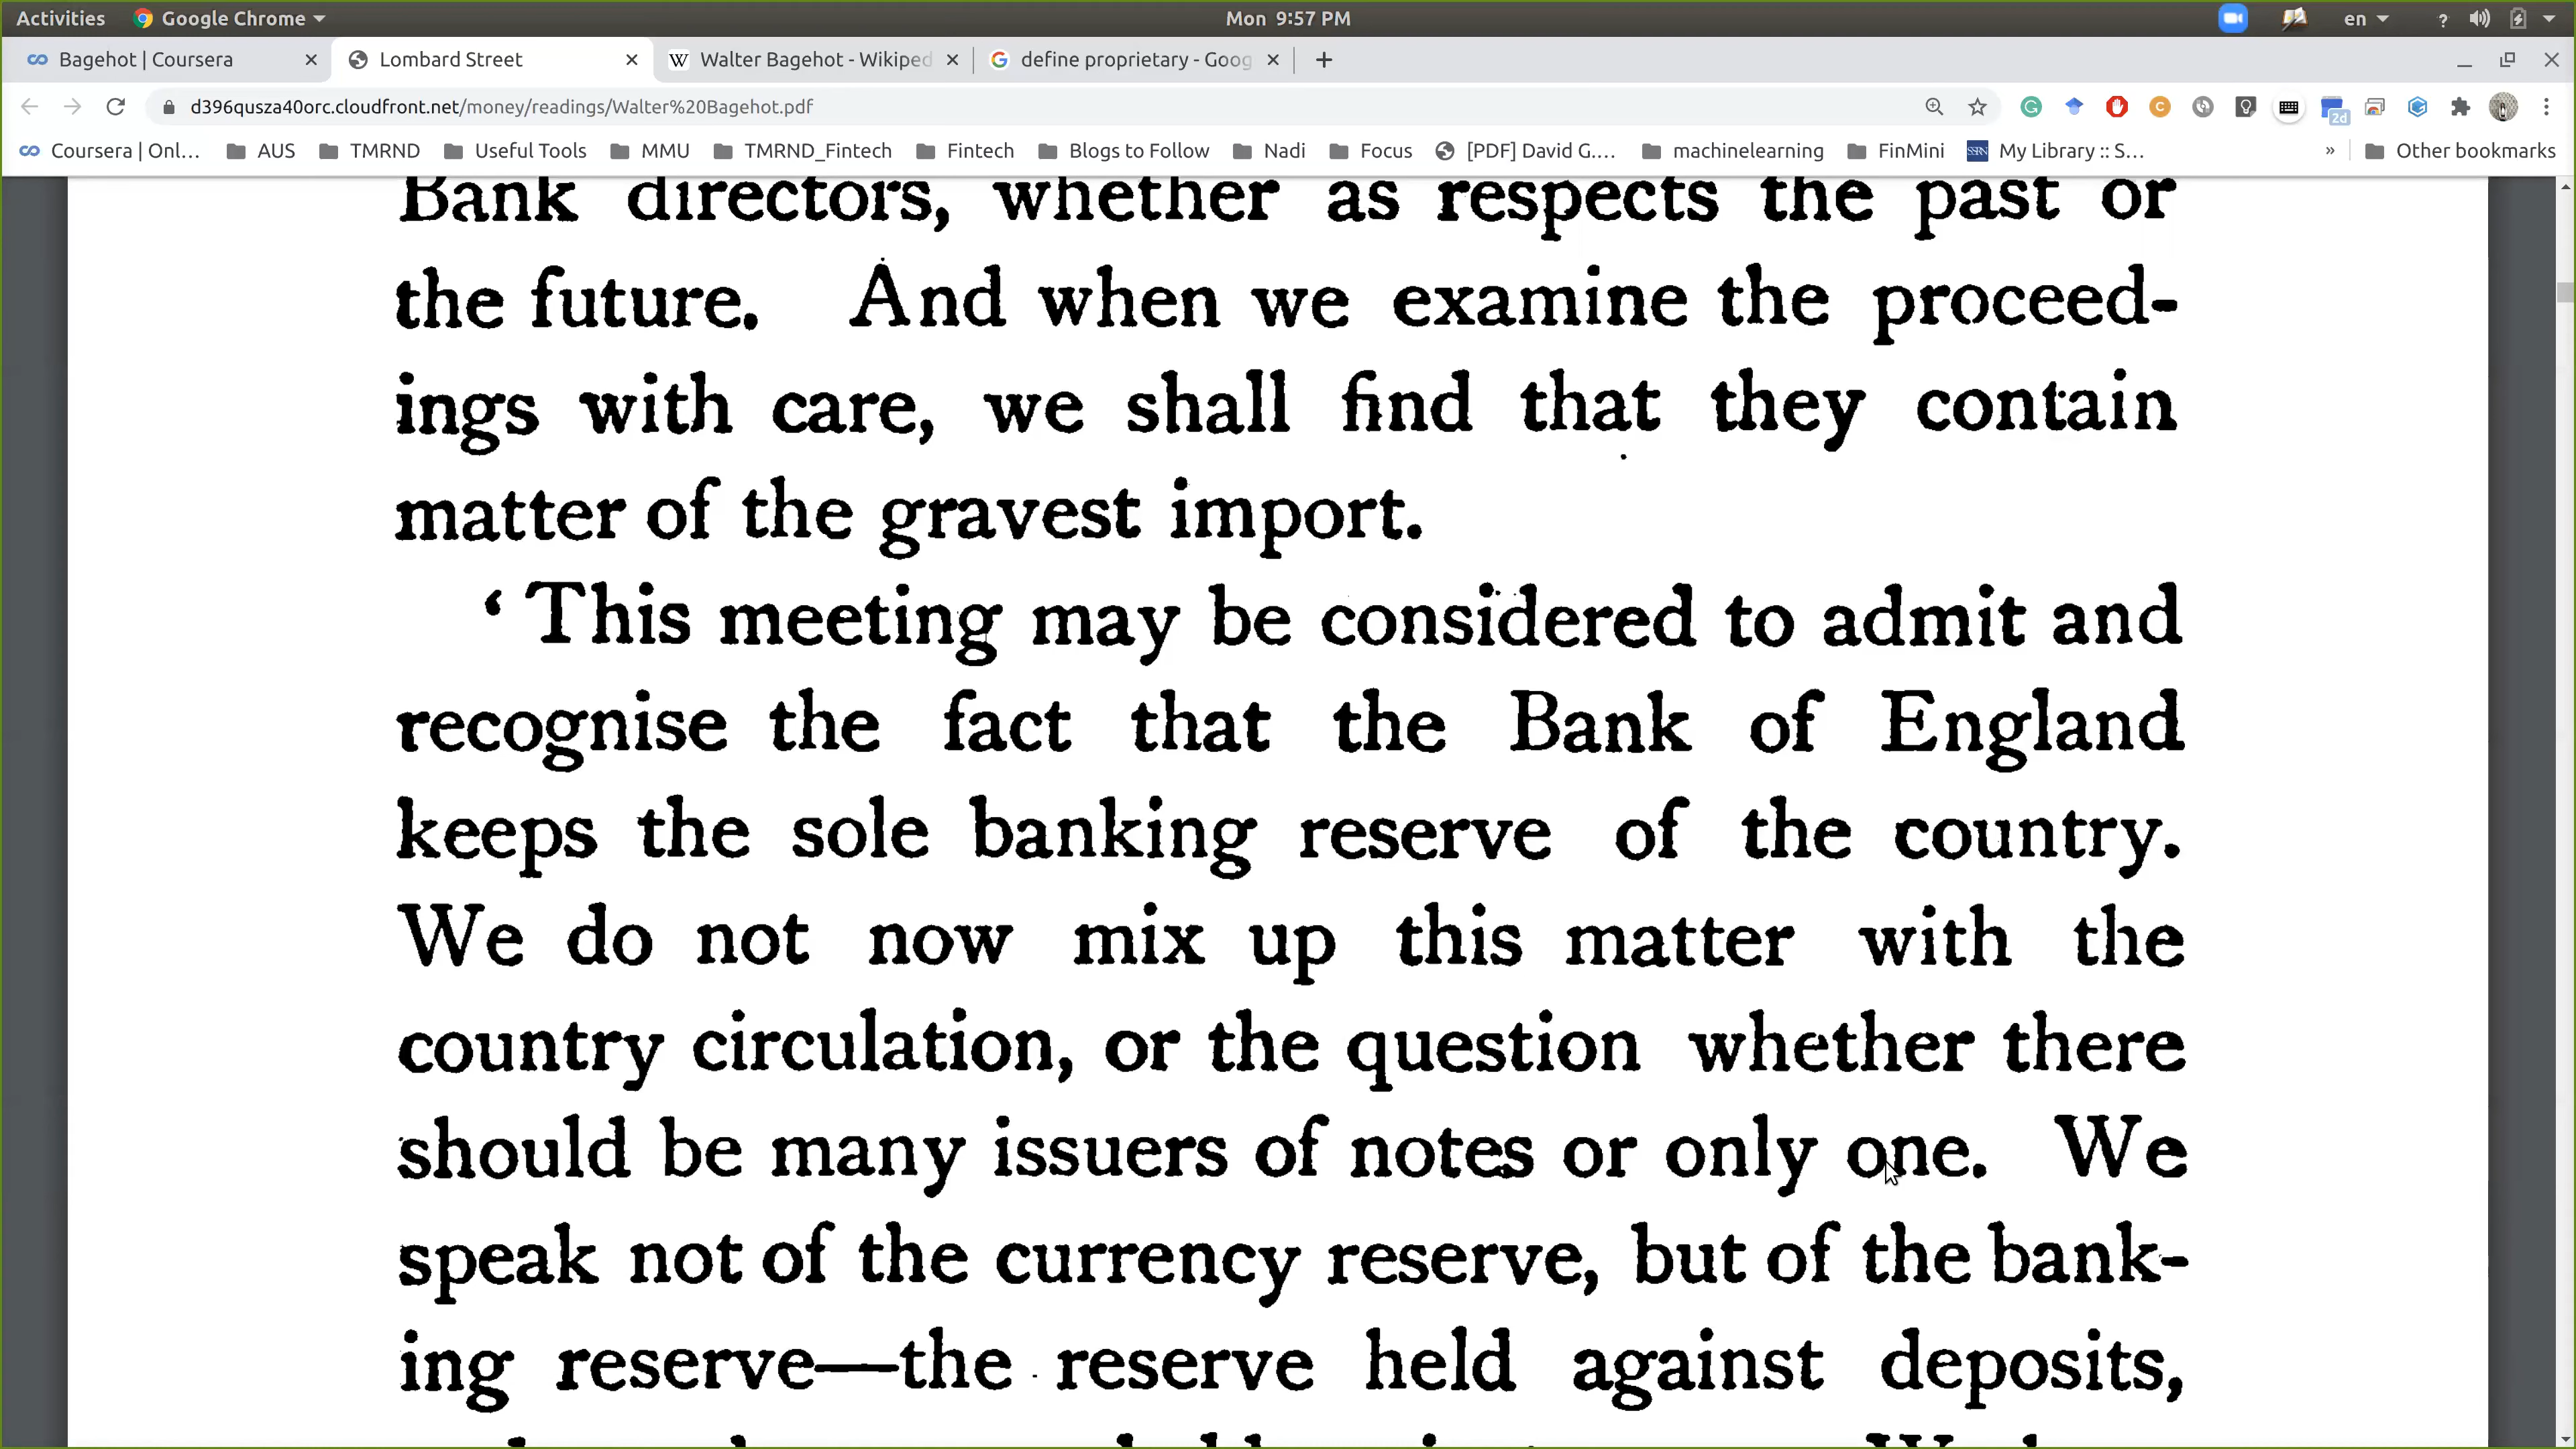 Activities Google Chrome Mon 9:57 PM en ?
Bagehot | Coursera Lombard Street W Walter Bagehot - Wikiped define proprietary - Goog
d396qusza40orc.cloudfront.net/money/readings/Walter%20Bagehot.pdf 2d
Coursera | Onl... AUS TMRND Useful Tools MMU TMRND_Fintech Fintech Blogs to Follow Nadi Focus [PDF] David G.... machinelearning FinMini SSRN My Library :: S... » Other bookmarks
Bank directors, whether as respects the past or
the future. And when we examine the proceed-
ings with care, we shall find that they contain
matter of the gravest import.
‘ This meeting may be considered to admit and
recognise the fact that the Bank of England
keeps the sole banking reserve of the country.
We do not now mix up this matter with the
country circulation, or the question whether there
should be many issuers of notes or only one. We
speak not of the currency reserve, but of the bank-
ing reserve—the reserve held against deposits,